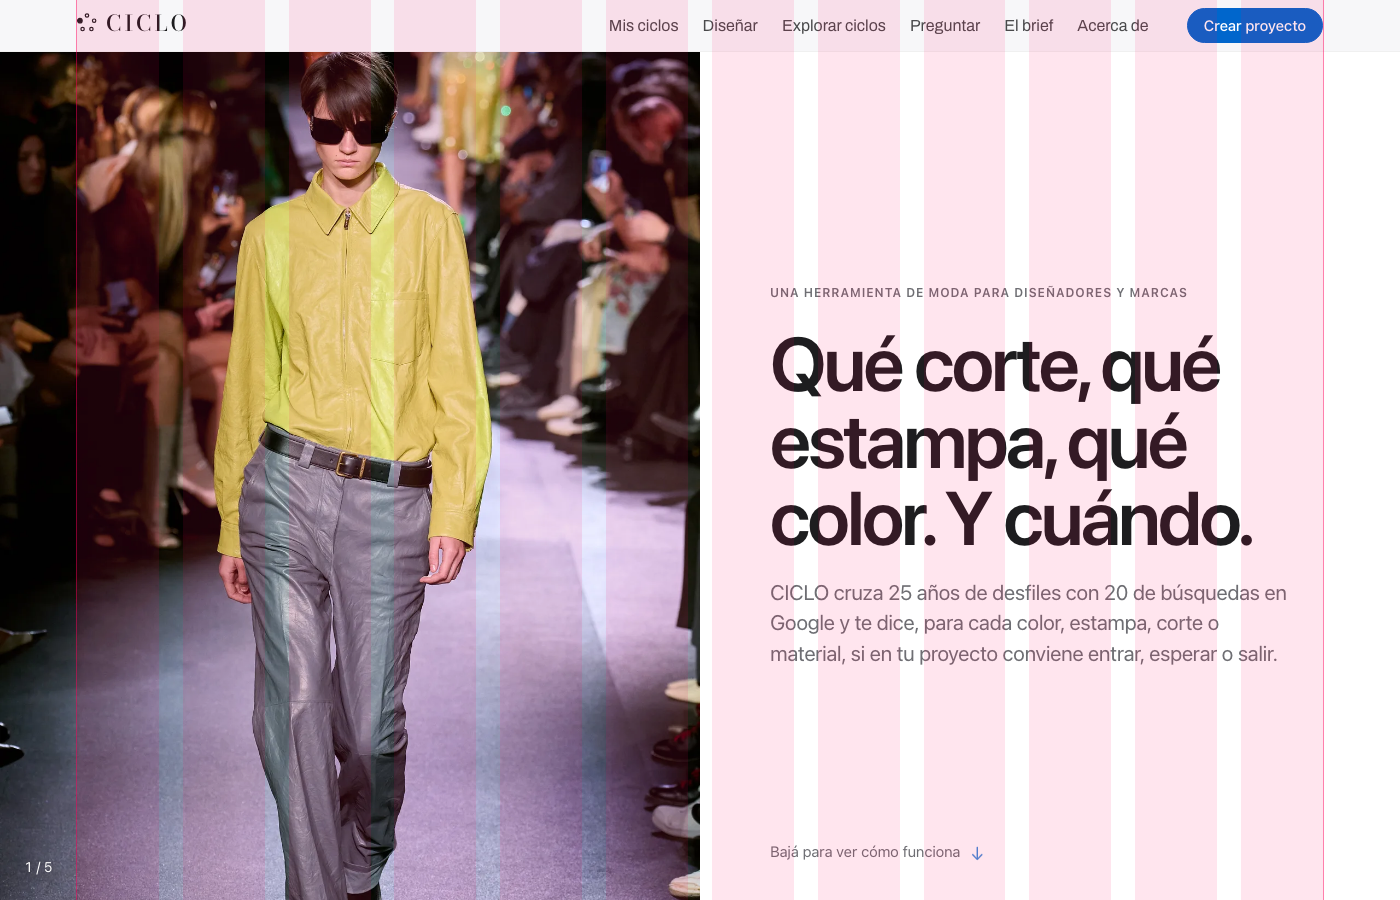 CICLO
Mis ciclos
Diseñar
Explorar ciclos
Preguntar
El brief
Acerca de
Crear proyecto
UNA HERRAMIENTA DE MODA PARA DISEÑADORES Y MARCAS
Qué corte, qué
estampa, qué
color. Y cuándo.
CICLO cruza 25 años de desfiles con 20 de búsquedas en
Google y te dice, para cada color, estampa, corte o
material, si en tu proyecto conviene entrar, esperar o salir.
Bajá para ver cómo funciona
1 / 5